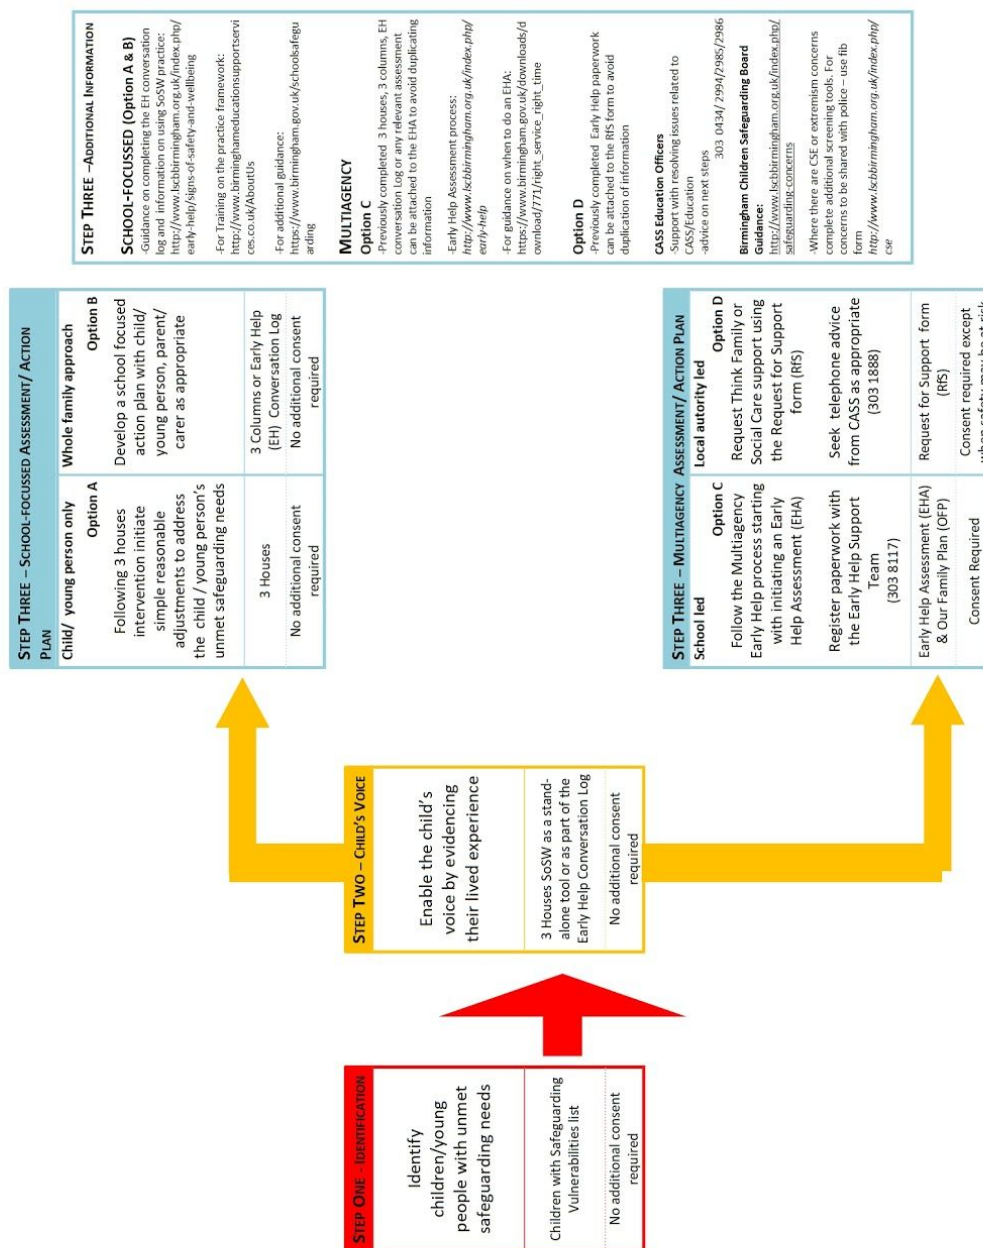 STEP ONE - IDENTIFICATION
Identify
children/young
people with unmet
safeguarding needs
Children with Safeguarding
Vulnerabilities list
No additional consent
required
STEP TWO – CHILD'S VOICE
Enable the child's
voice by evidencing
their lived experience
3 Houses SoSW as a stand-
alone tool or as part of the
Early Help Conversation Log
No additional consent
required
STEP THREE – SCHOOL-FOCUSSED ASSESSMENT/ ACTION
PLAN
Child/ young person only
Option A
Following 3 houses
intervention initiate
simple reasonable
adjustments to address
the child / young person's
unmet safeguarding needs
3 Houses
No additional consent
required
Whole family approach
Option B
Develop a school focused
action plan with child/
young person, parent/
carer as appropriate
3 Columns or Early Help
(EH) Conversation Log
No additional consent
required
STEP THREE – MULTIAGENCY ASSESSMENT/ACTION PLAN
School led
Option C
Follow the Multiagency
Early Help process starting
with initiating an Early
Help Assessment (EHA)
Register paperwork with
the Early Help Support
Team
(303 8117)
Early Help Assessment (EHA)
& Our Family Plan (OFP)
Consent Required
Local authority led
Option D
Request Think Family or
Social Care support using
the Request for Support
form (RfS)
Seek telephone advice
from CASS as appropriate
(303 1888)
Request for Support form
(RfS)
Consent required except
when safety may be at risk
STEP THREE –ADDITIONAL INFORMATION
SCHOOL-FOCUSSED (Option A & B)
-Guidance on completing the EH conversation
log and information on using SoSW practice:
http://www.lscbbirmingham.org.uk/index.php/
early-help/signs-of-safety-and-wellbeing
-For Training on the practice framework:
http://www.birminghameducationsupportservi
ces.co.uk/AboutUs
-For additional guidance:
https://www.birmingham.gov.uk/schoolsafegu
arding
MULTIAGENCY
Option C
-Previously completed 3 houses, 3 columns, EH
conversation Log or any relevant assessment
can be attached to the EHA to avoid duplicating
information
-Early Help Assessment process:
http://www.lscbbirmingham.org.uk/index.php/
early-help
-For guidance on when to do an EHA:
https://www.birmingham.gov.uk/downloads/d
ownload/771/right_service_right_time
Option D
-Previously completed Early Help paperwork
can be attached to the RfS form to avoid
duplication of information
CASS Education Officers
-Support with resolving issues related to
CASS/Education
-advice on next steps
303 0434/ 2994/2985/2986
Birmingham Children Safeguarding Board
Guidance:
http://www.lscbbirmingham.org.uk/index.php/
safeguarding-concerns
-Where there are CSE or extremism concerns
complete additional screening tools. For
concerns to be shared with police – use fib
form
http://www.lscbbirmingham.org.uk/index.php/
cse